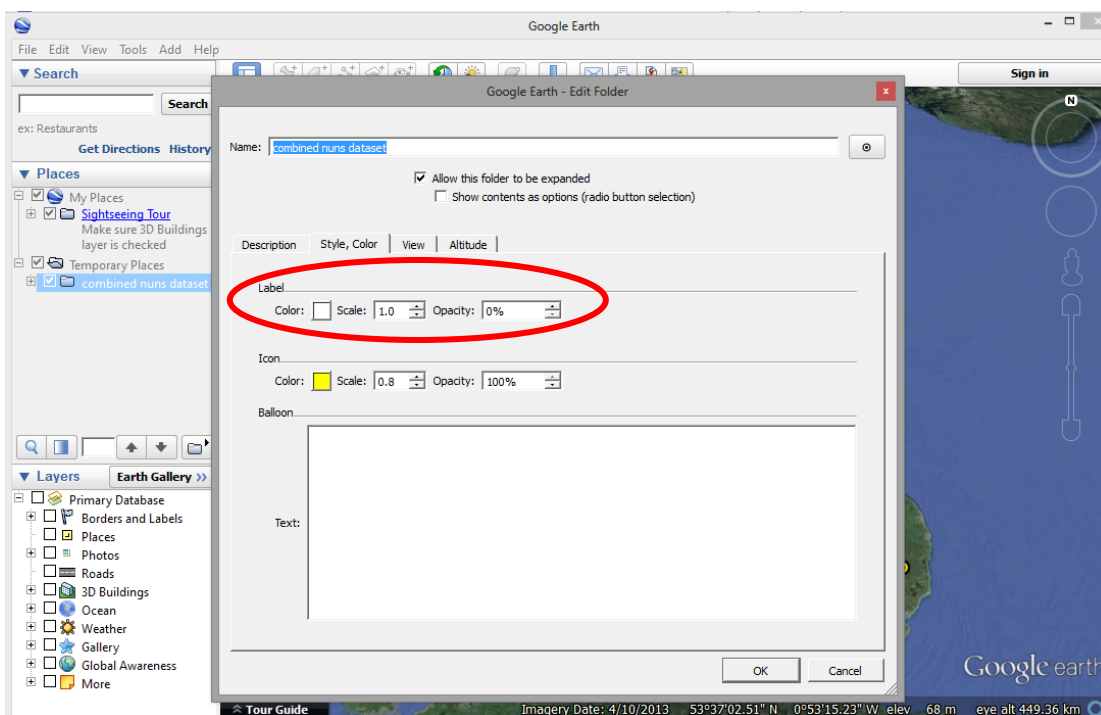 Google Earth
File Edit View Tools Add Help
▼ Search
Search
ex: Restaurants
Get Directions History
▼ Places
My Places
Sightseeing Tour
Make sure 3D Buildings
layer is checked
Temporary Places
combined nuns dataset
▼ Layers
Earth Gallery >>
Primary Database
Borders and Labels
Places
Photos
Roads
3D Buildings
Ocean
Weather
Gallery
Global Awareness
More
Sign in
N
Google Earth - Edit Folder
Name: combined nuns dataset
Allow this folder to be expanded
Show contents as options (radio button selection)
Description Style, Color View Altitude
Label
Color: Scale: 1.0 Opacity: 0%
Icon
Color: Scale: 0.8 Opacity: 100%
Balloon
Text:
OK Cancel
Google earth
Tour Guide
Imagery Date: 4/10/2013 53°37'02.51" N 0°53'15.23" W elev 68 m eye alt 449.36 km